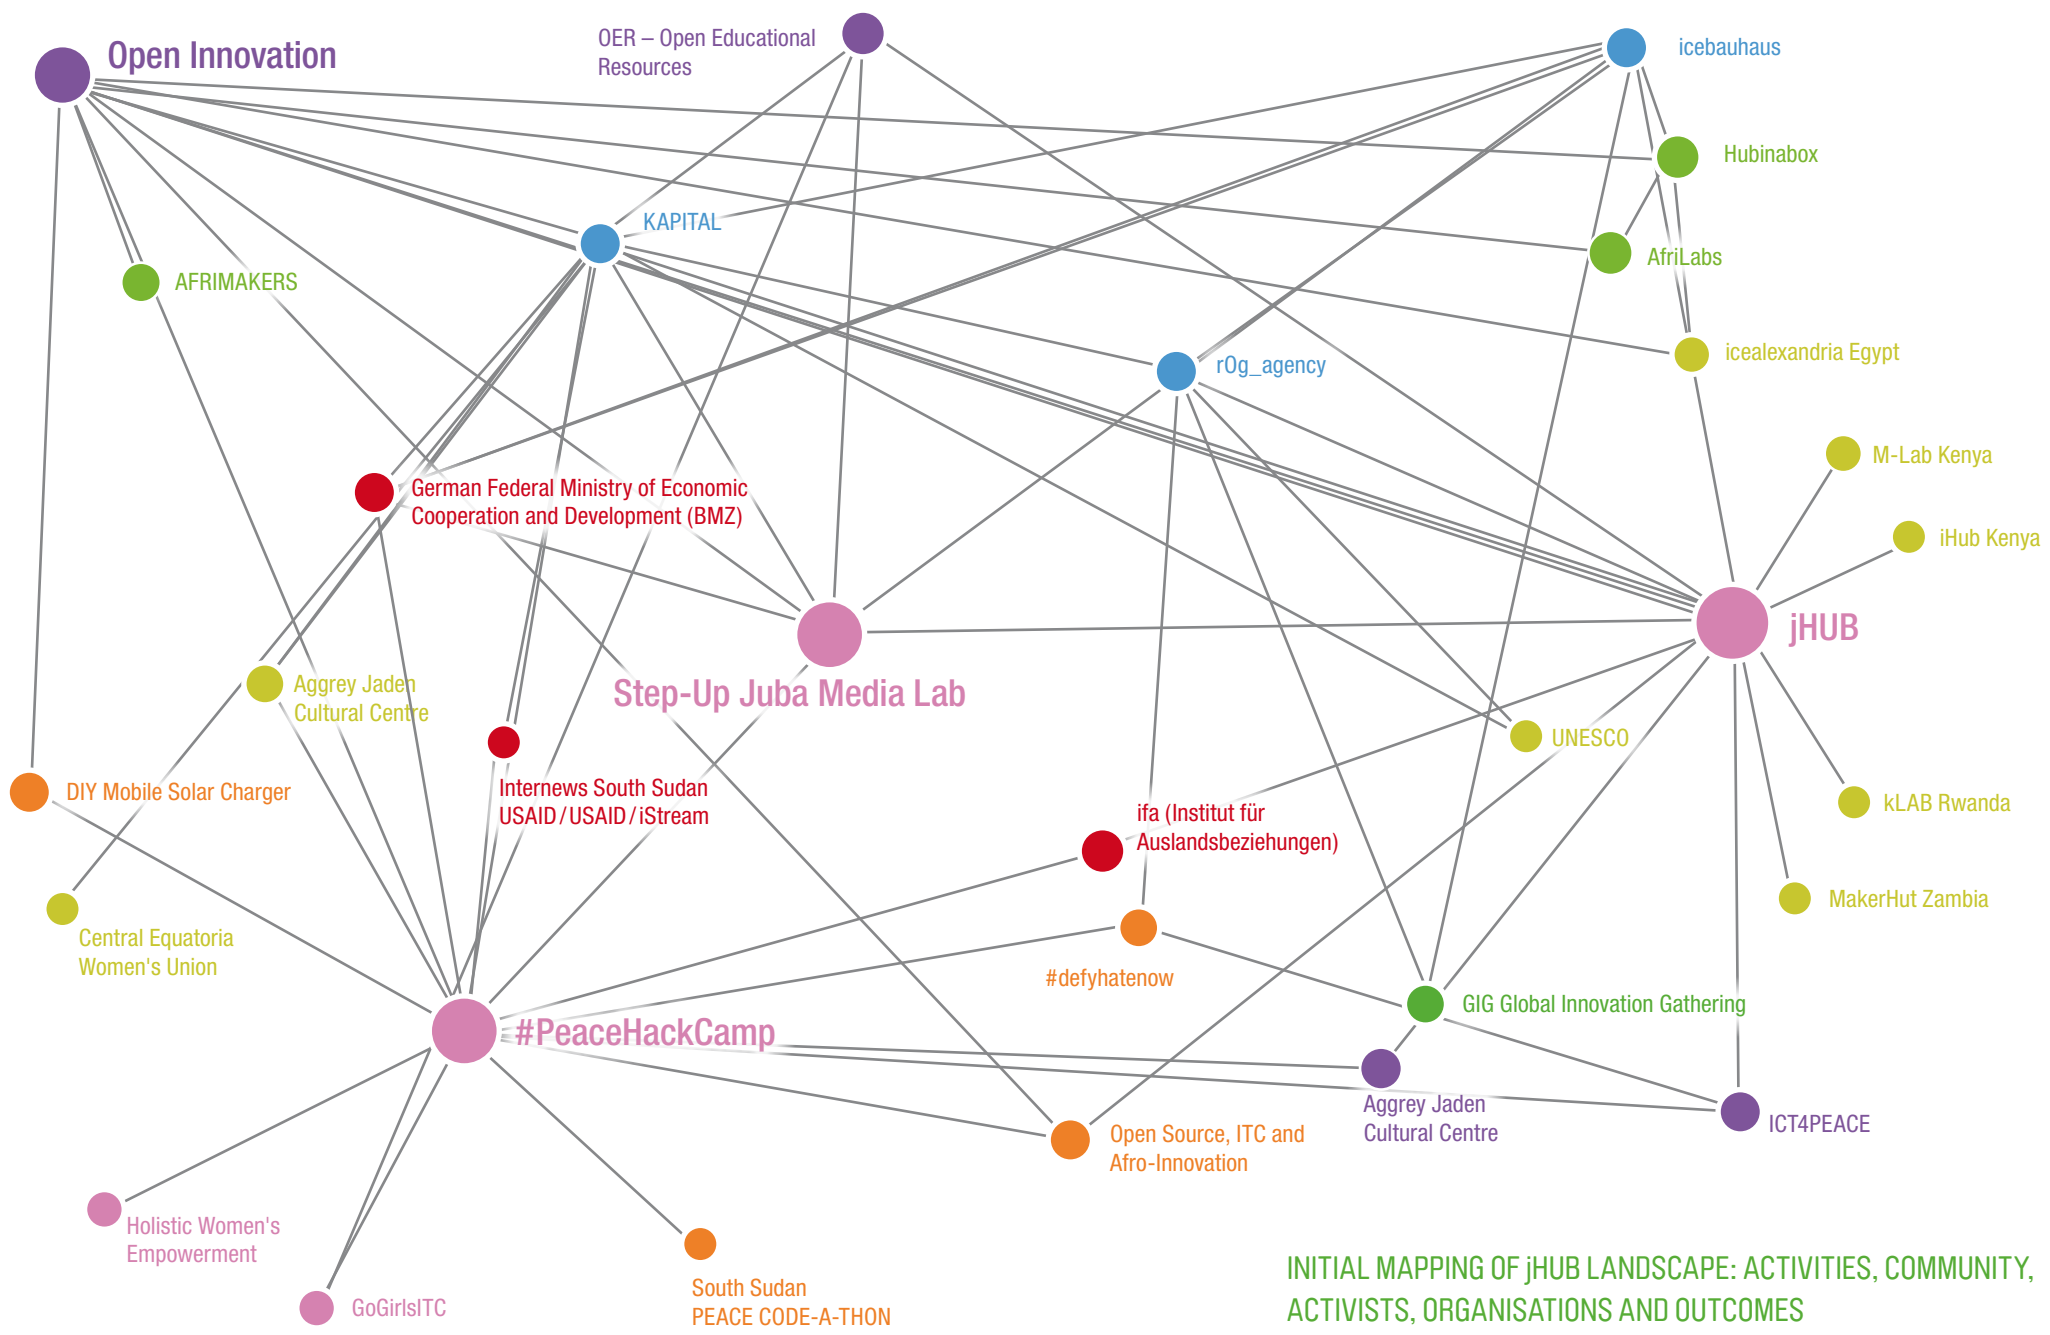 Open Innovation
OER – Open Educational
Resources
icebauhaus
Hubinabox
KAPITAL
AfriLabs
AFRIMAKERS
icealexandria Egypt
rOg_agency
M-Lab Kenya
German Federal Ministry of Economic
Cooperation and Development (BMZ)
iHub Kenya
jHUB
Aggrey Jaden
Cultural Centre
Step-Up Juba Media Lab
UNESCO
DIY Mobile Solar Charger
Internews South Sudan
USAID/USAID/iStream
kLAB Rwanda
ifa (Institut für
Auslandsbeziehungen)
MakerHut Zambia
Central Equatoria
Women's Union
#defyhatenow
GIG Global Innovation Gathering
#PeaceHackCamp
Aggrey Jaden
Cultural Centre
ICT4PEACE
Open Source, ITC and
Afro-Innovation
Holistic Women's
Empowerment
GoGirlsITC
South Sudan
PEACE CODE-A-THON
INITIAL MAPPING OF jHUB LANDSCAPE: ACTIVITIES, COMMUNITY,
ACTIVISTS, ORGANISATIONS AND OUTCOMES